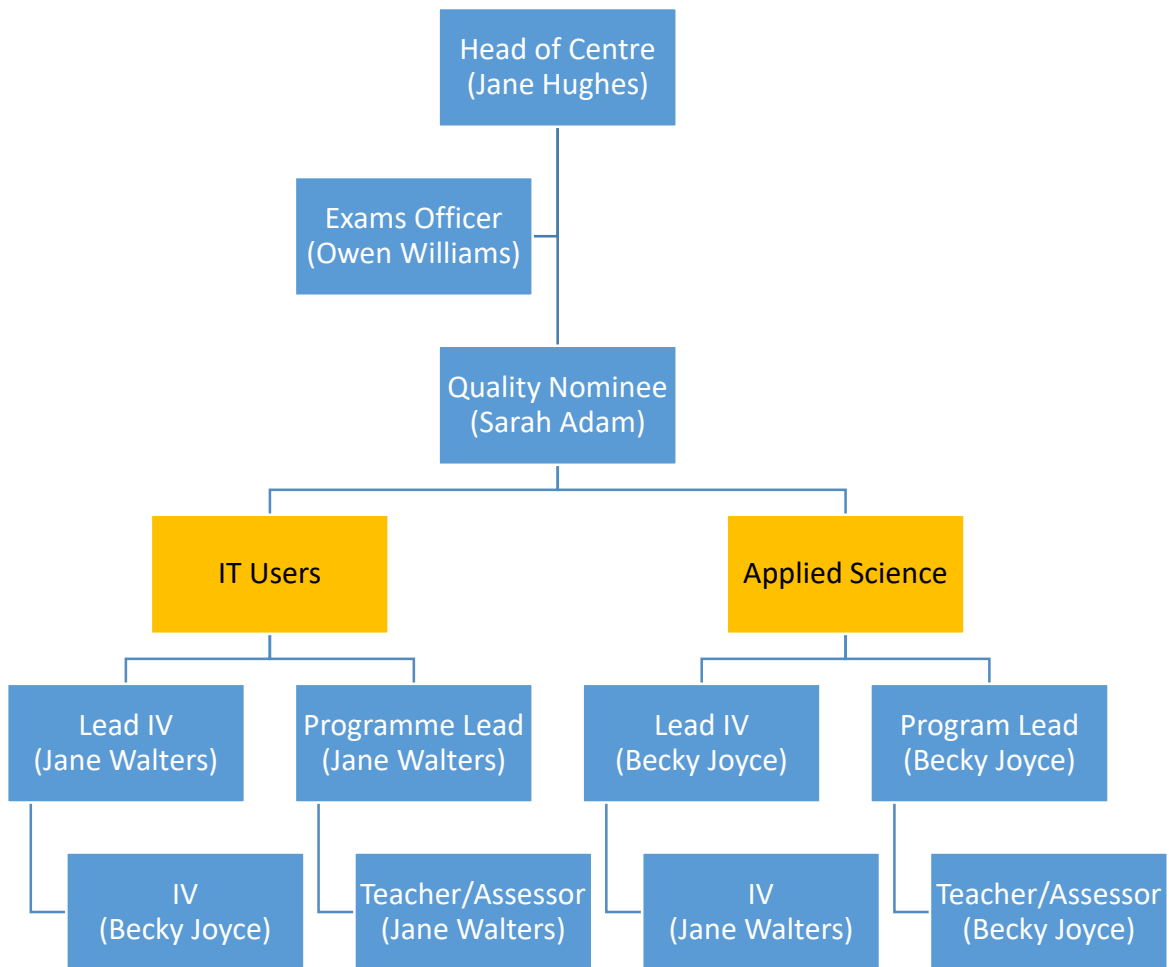 Head of Centre
(Jane Hughes)
Exams Officer
(Owen Williams)
Quality Nominee
(Sarah Adam)
IT Users
Applied Science
Lead IV
(Jane Walters)
Programme Lead
(Jane Walters)
Lead IV
(Becky Joyce)
Program Lead
(Becky Joyce)
IV
(Becky Joyce)
Teacher/Assessor
(Jane Walters)
IV
(Jane Walters)
Teacher/Assessor
(Becky Joyce)